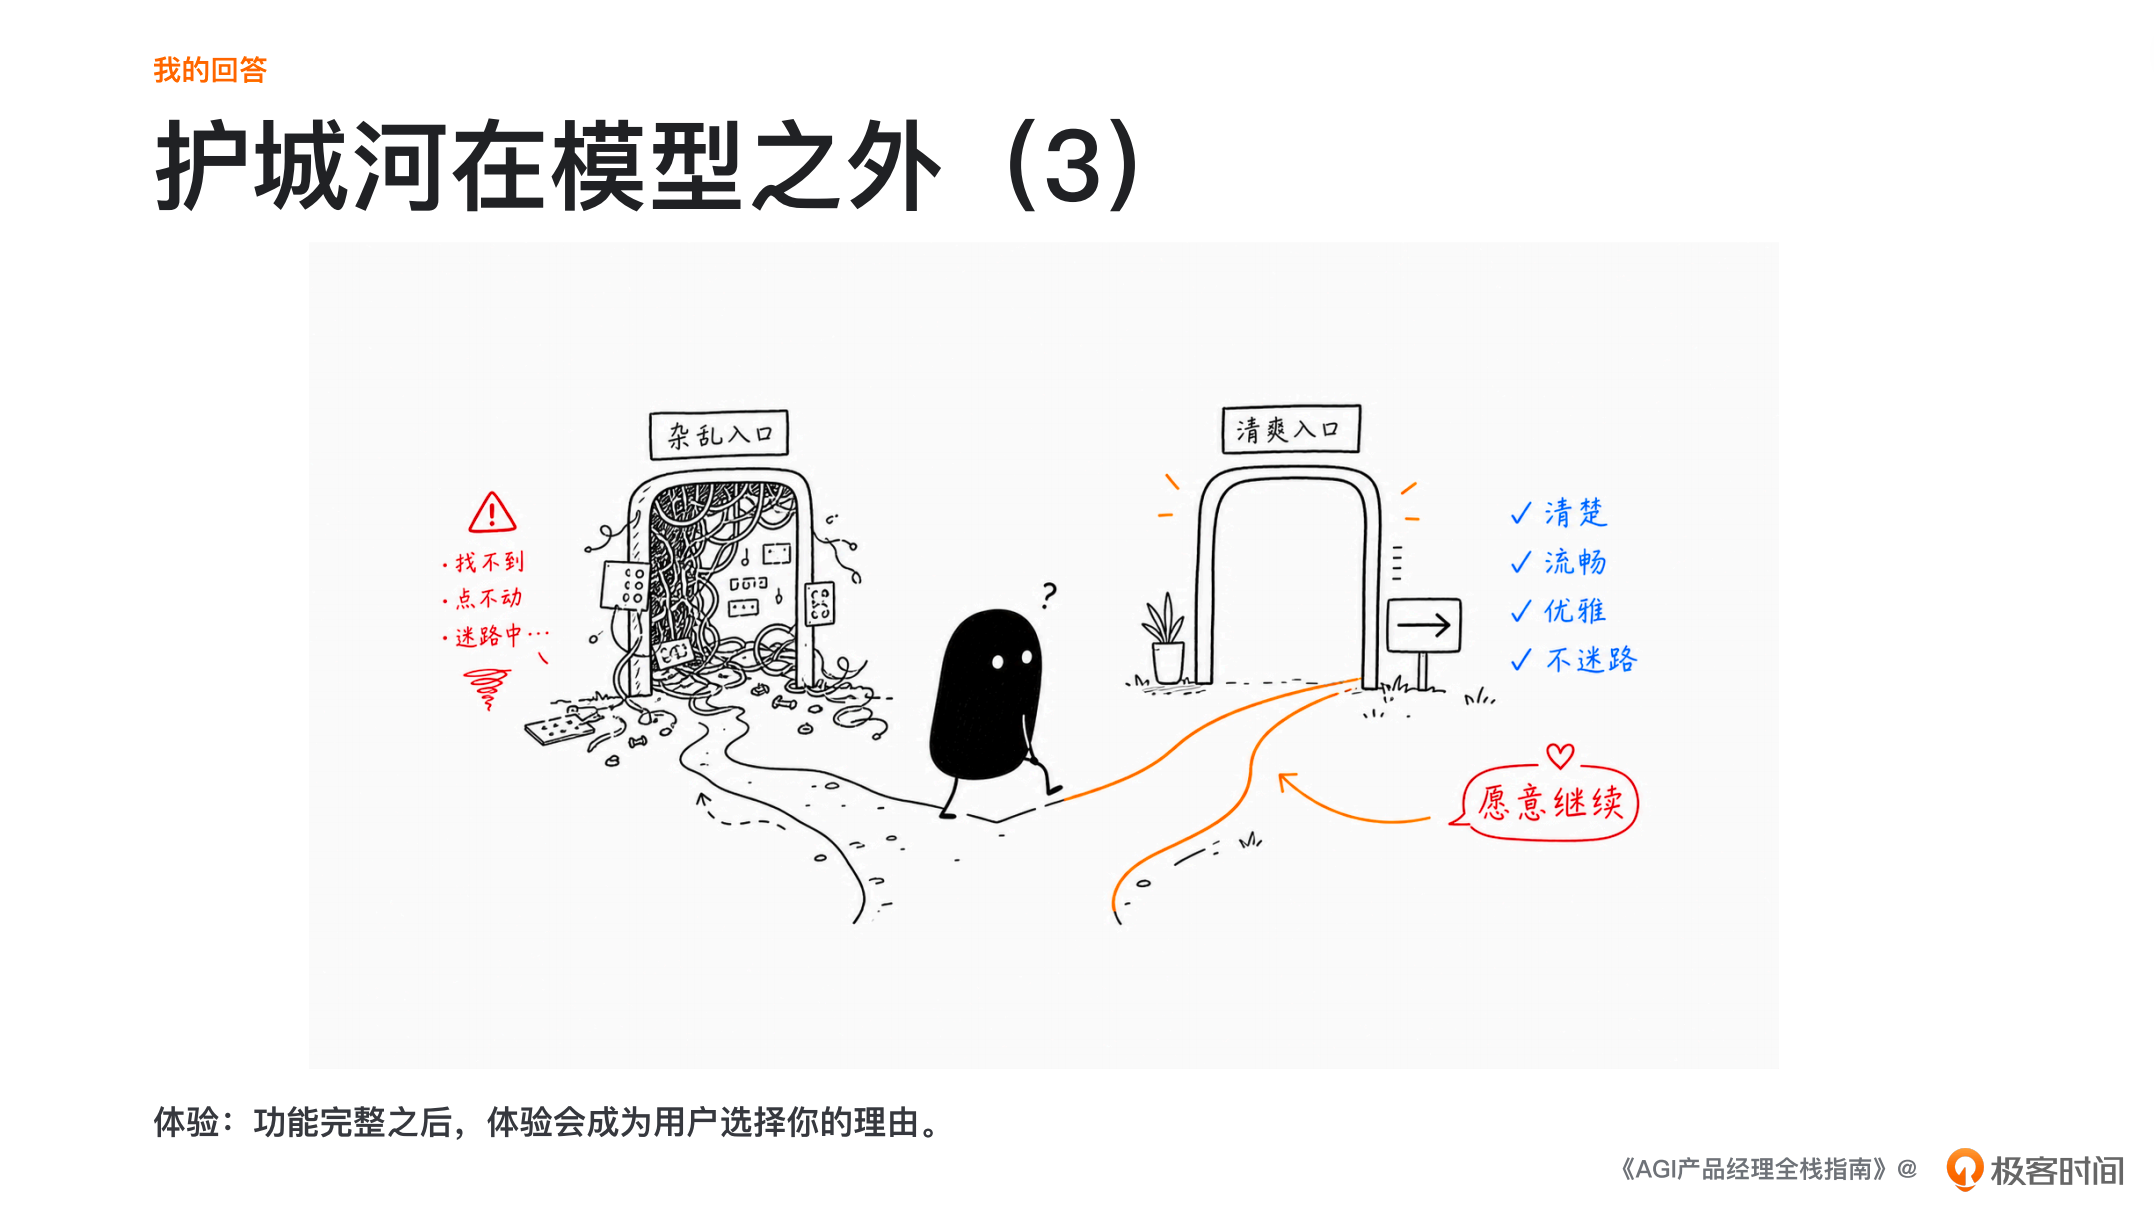 我的回答
护城河在模型之外（3）
杂乱入口
· 找不到
· 点不动
· 迷路中…
?
清爽入口
✓ 清楚
✓ 流畅
✓ 优雅
✓ 不迷路
愿意继续
体验：功能完整之后，体验会成为用户选择你的理由。
《AGI产品经理全栈指南》@ 极客时间